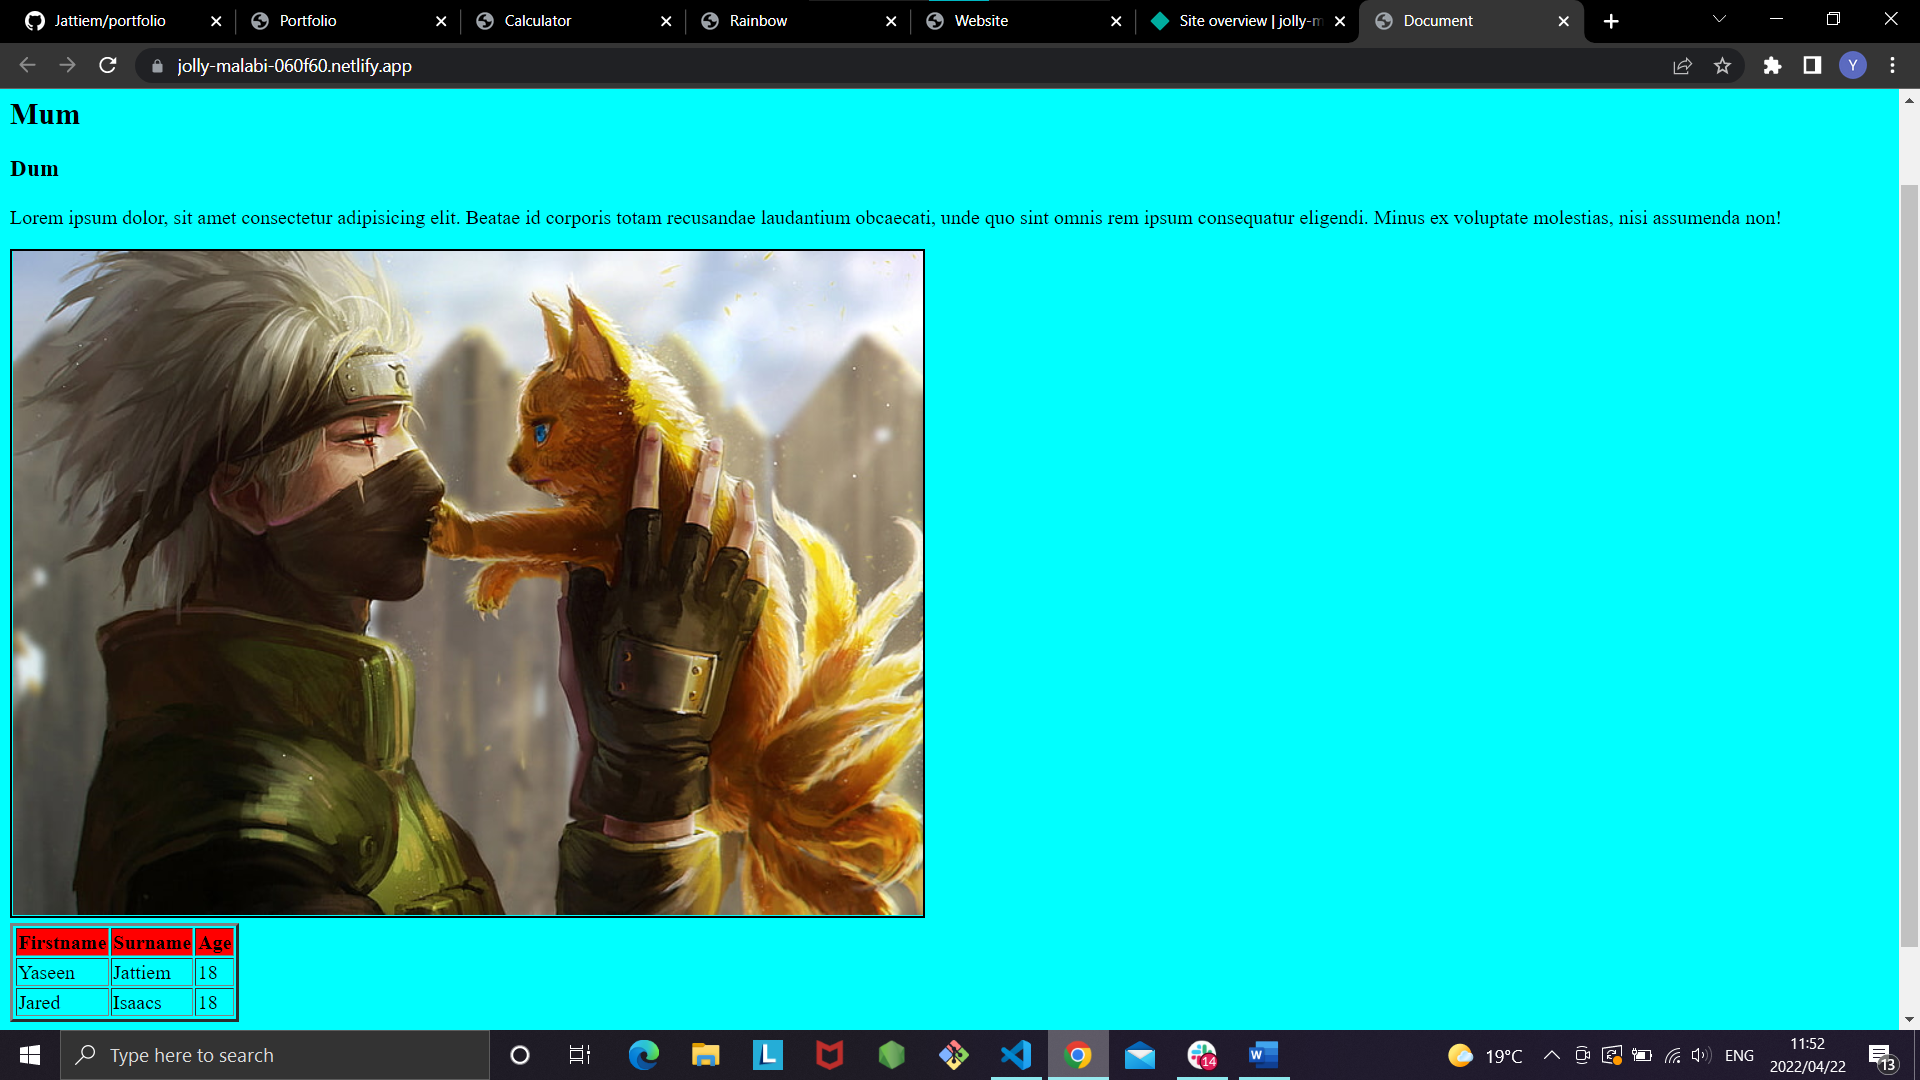 Jattiem/portfolio
Portfolio
Calculator
Rainbow
Website
Site overview | jolly-m
Document
jolly-malabi-060f60.netlify.app
Y
Mum
Dum
Lorem ipsum dolor, sit amet consectetur adipisicing elit. Beatae id corporis totam recusandae laudantium obcaecati, unde quo sint omnis rem ipsum consequatur eligendi. Minus ex voluptate molestias, nisi assumenda non!
Firstname Surname Age
Yaseen Jattiem 18
Jared Isaacs 18
Type here to search
L
14
W
19°C
ENG
11:52
2022/04/22
13